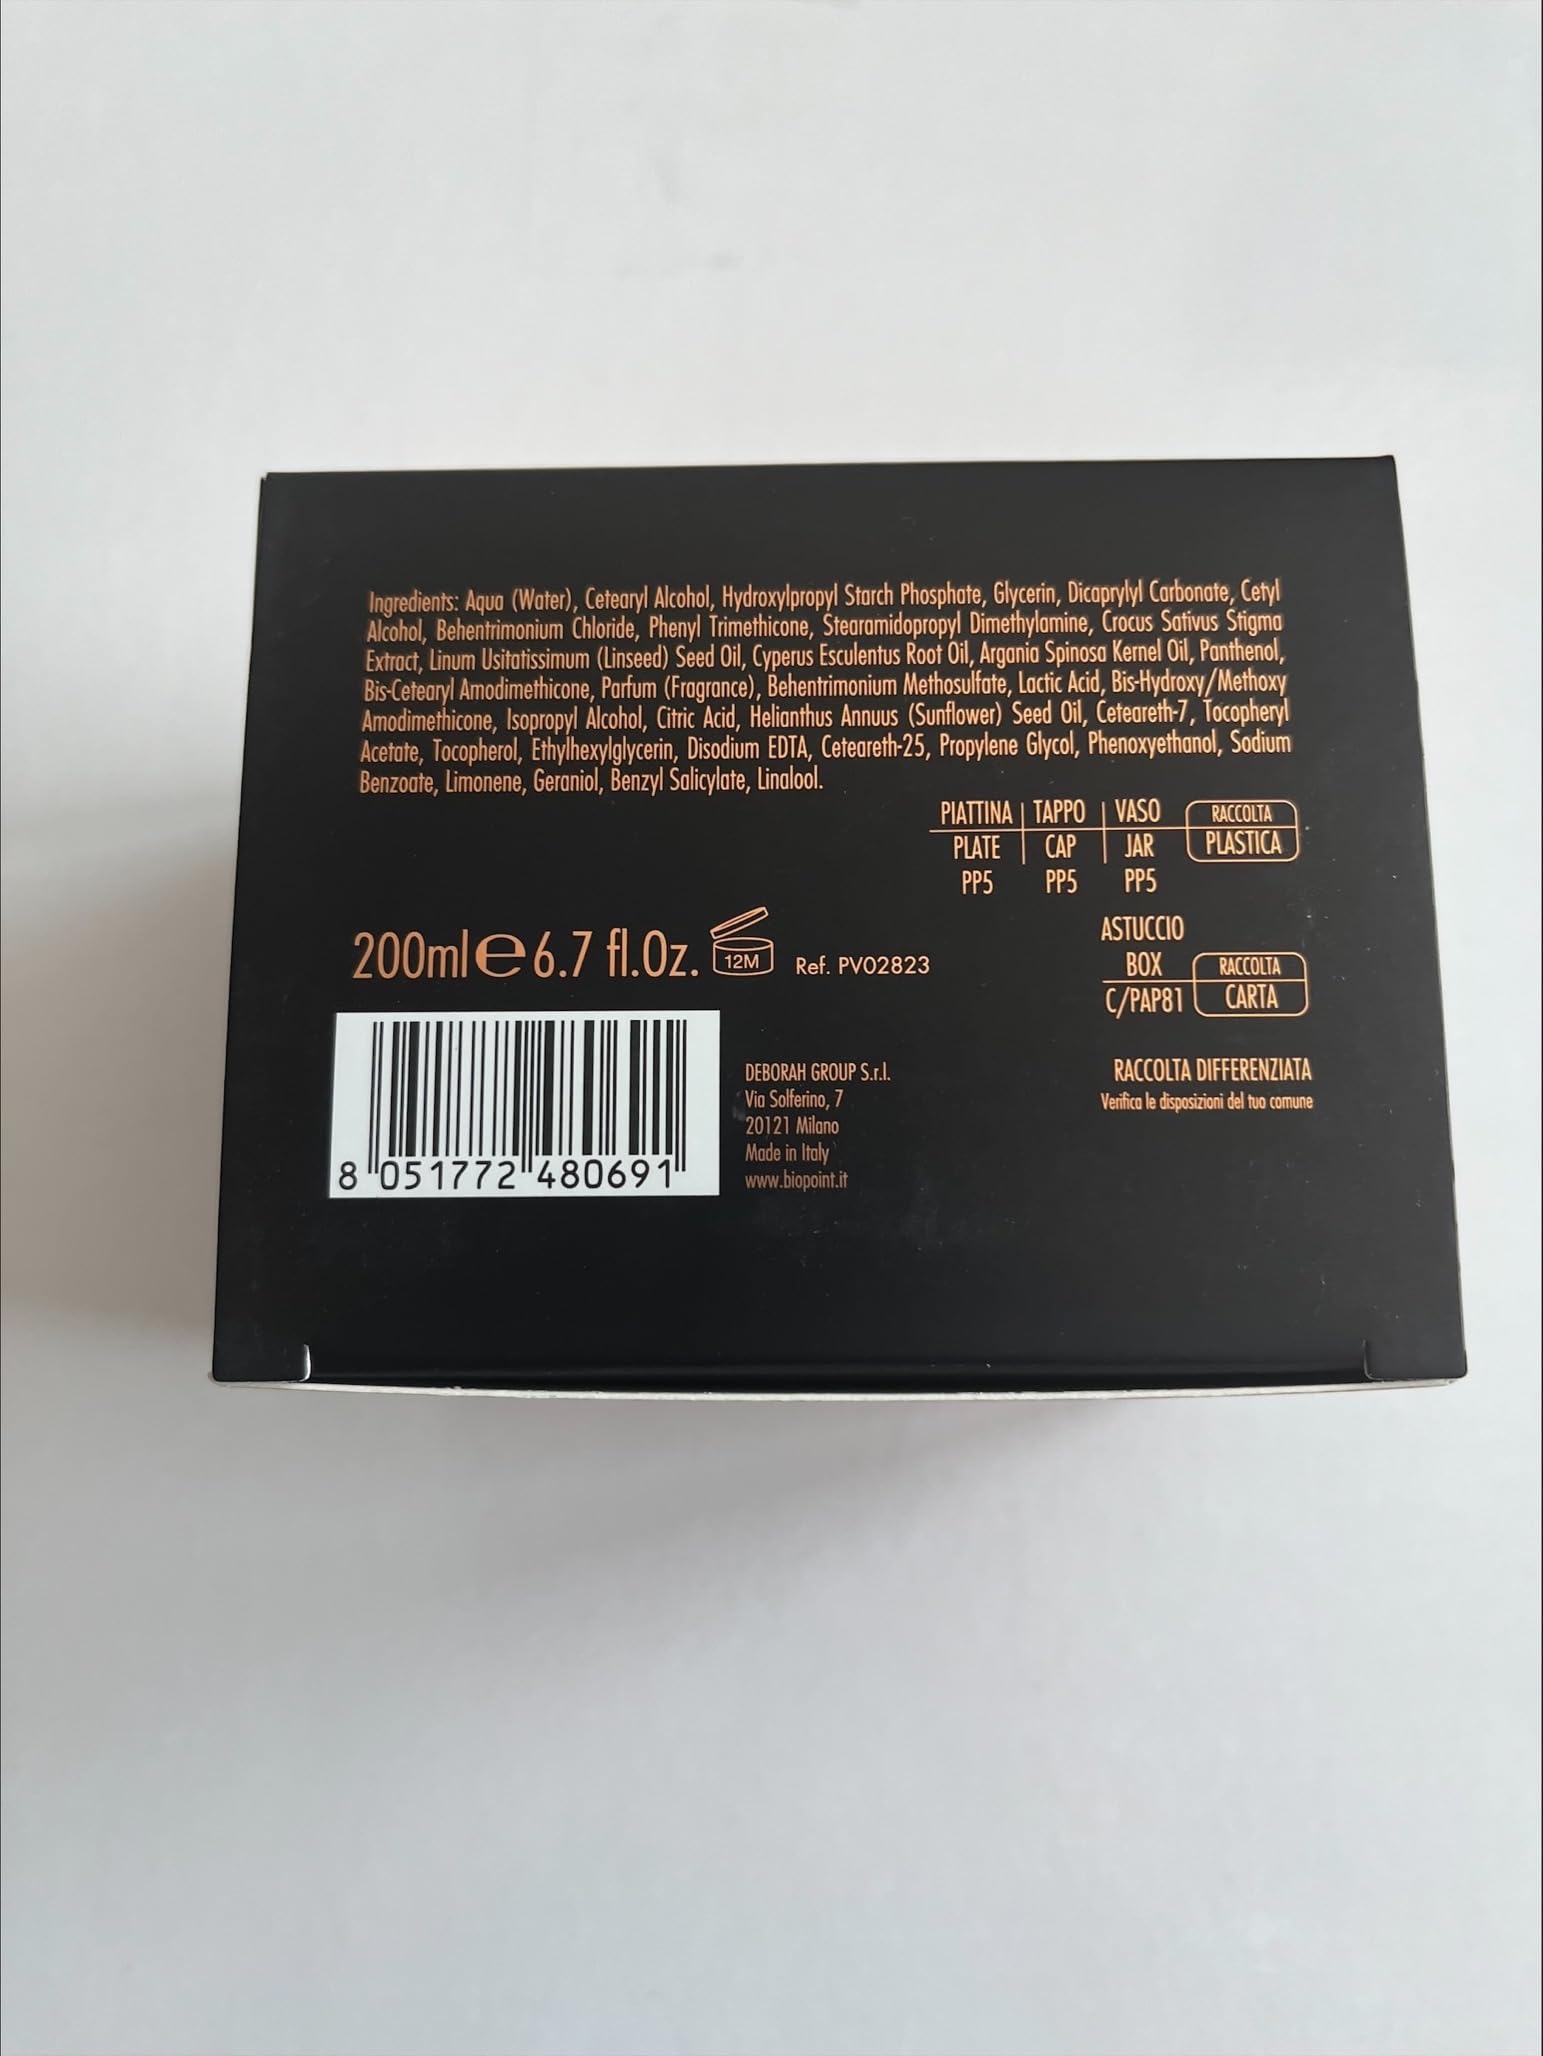 Ingredients: Aqua (Water), Cetearyl Alcohol, Hydroxylpropyl Starch Phosphate, Glycerin, Dicaprylyl Carbonate, Cetyl
Alcohol, Behentrimonium Chloride, Phenyl Trimethicone, Stearamidopropyl Dimethylamine, Crocus Sativus Stigma
Extract, Linum Usitatissimum (Linseed) Seed Oil, Cyperus Esculentus Root Oil, Argania Spinosa Kernel Oil, Panthenol,
Bis-Cetearyl Amodimethicone, Parfum (Fragrance), Behentrimonium Methosulfate, Lactic Acid, Bis-Hydroxy/Methoxy
Amodimethicone, Isopropyl Alcohol, Citric Acid, Helianthus Annuus (Sunflower) Seed Oil, Ceteareth-7, Tocopheryl
Acetate, Tocopherol, Ethylhexylglycerin, Disodium EDTA, Ceteareth-25, Propylene Glycol, Phenoxyethanol, Sodium
Benzoate, Limonene, Geraniol, Benzyl Salicylate, Linalool.
PIATTINA | TAPPO | VASO RACCOLTA
PLATE | CAP | JAR PLASTICA
PP5 PP5 PP5
ASTUCCIO
BOX RACCOLTA
C/PAP81 CARTA
200ml e 6.7 fl.Oz. 12M Ref. PV02823
8 051772 480691
DEBORAH GROUP S.r.l.
Via Solferino, 7
20121 Milano
Made in Italy
www.biopoint.it
RACCOLTA DIFFERENZIATA
Verifica le disposizioni del tuo comune